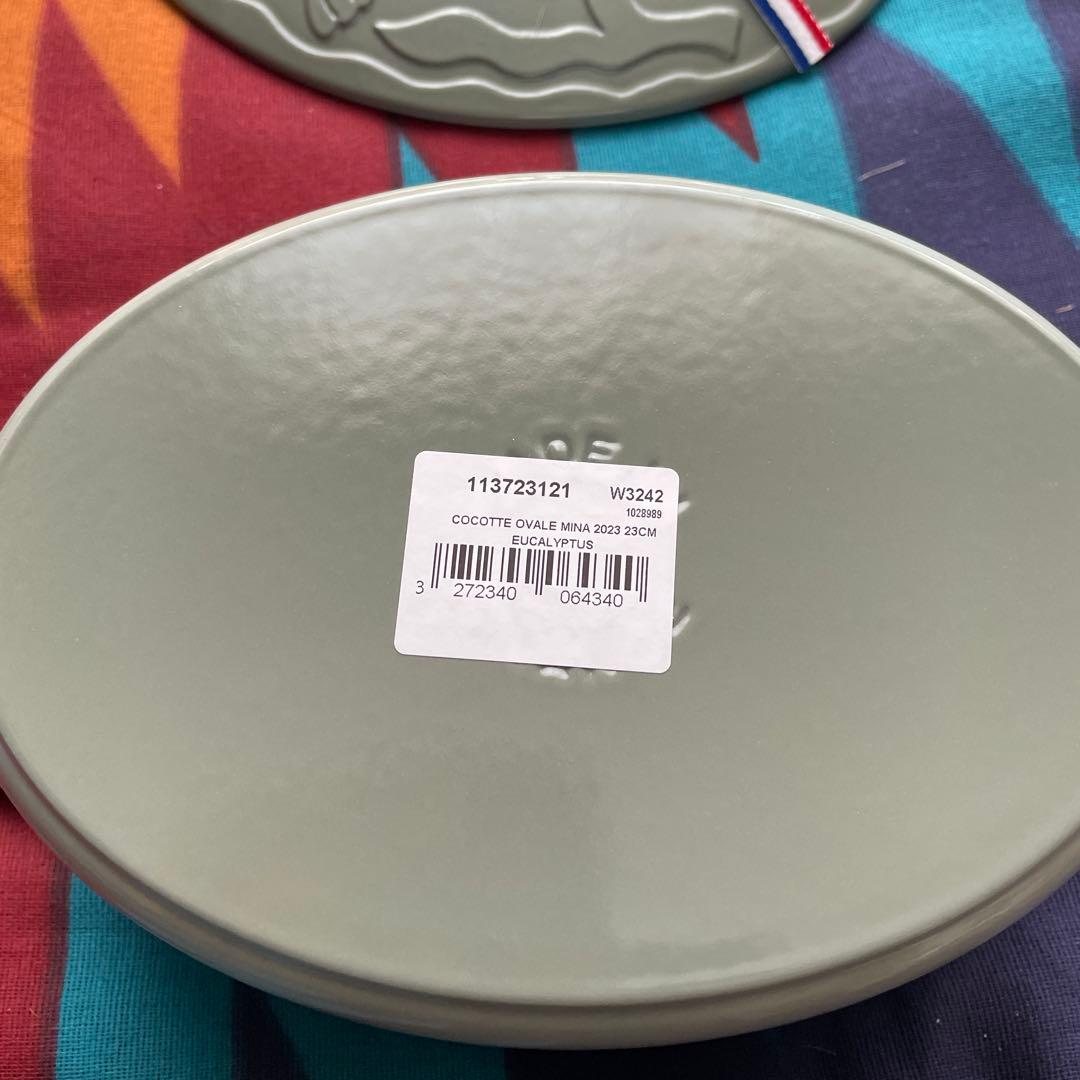 113723121 W3242
1028989
COCOTTE OVALE MINA 2023 23CM
EUCALYPTUS
3 272340 064340